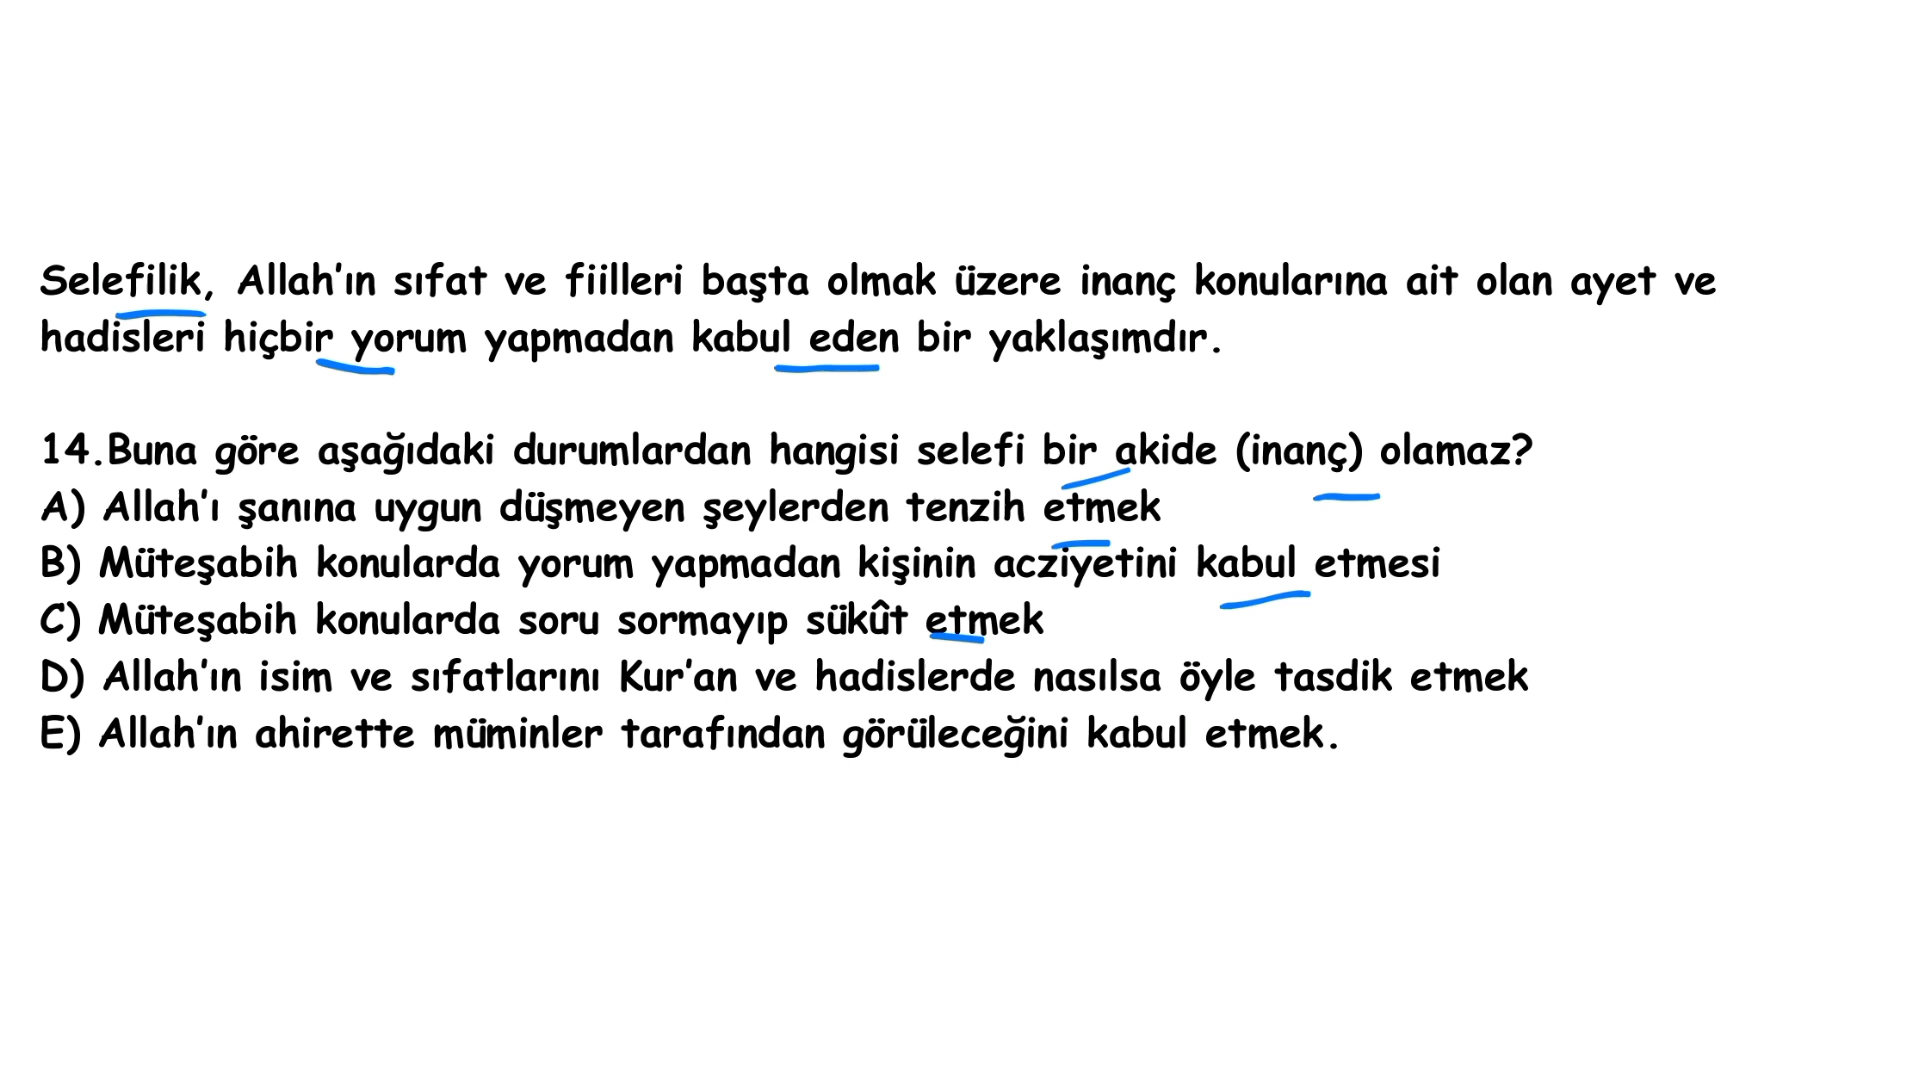 Selefilik, Allah'ın sıfat ve fiilleri başta olmak üzere inanç konularına ait olan ayet ve
hadisleri hiçbir yorum yapmadan kabul eden bir yaklaşımdır.
14.Buna göre aşağıdaki durumlardan hangisi selefi bir akide (inanç) olamaz?
A) Allah'ı şanına uygun düşmeyen şeylerden tenzih etmek
B) Müteşabih konularda yorum yapmadan kişinin acziyetini kabul etmesi
C) Müteşabih konularda soru sormayıp sükût etmek
D) Allah'ın isim ve sıfatlarını Kur'an ve hadislerde nasılsa öyle tasdik etmek
E) Allah'ın ahirette müminler tarafından görüleceğini kabul etmek.